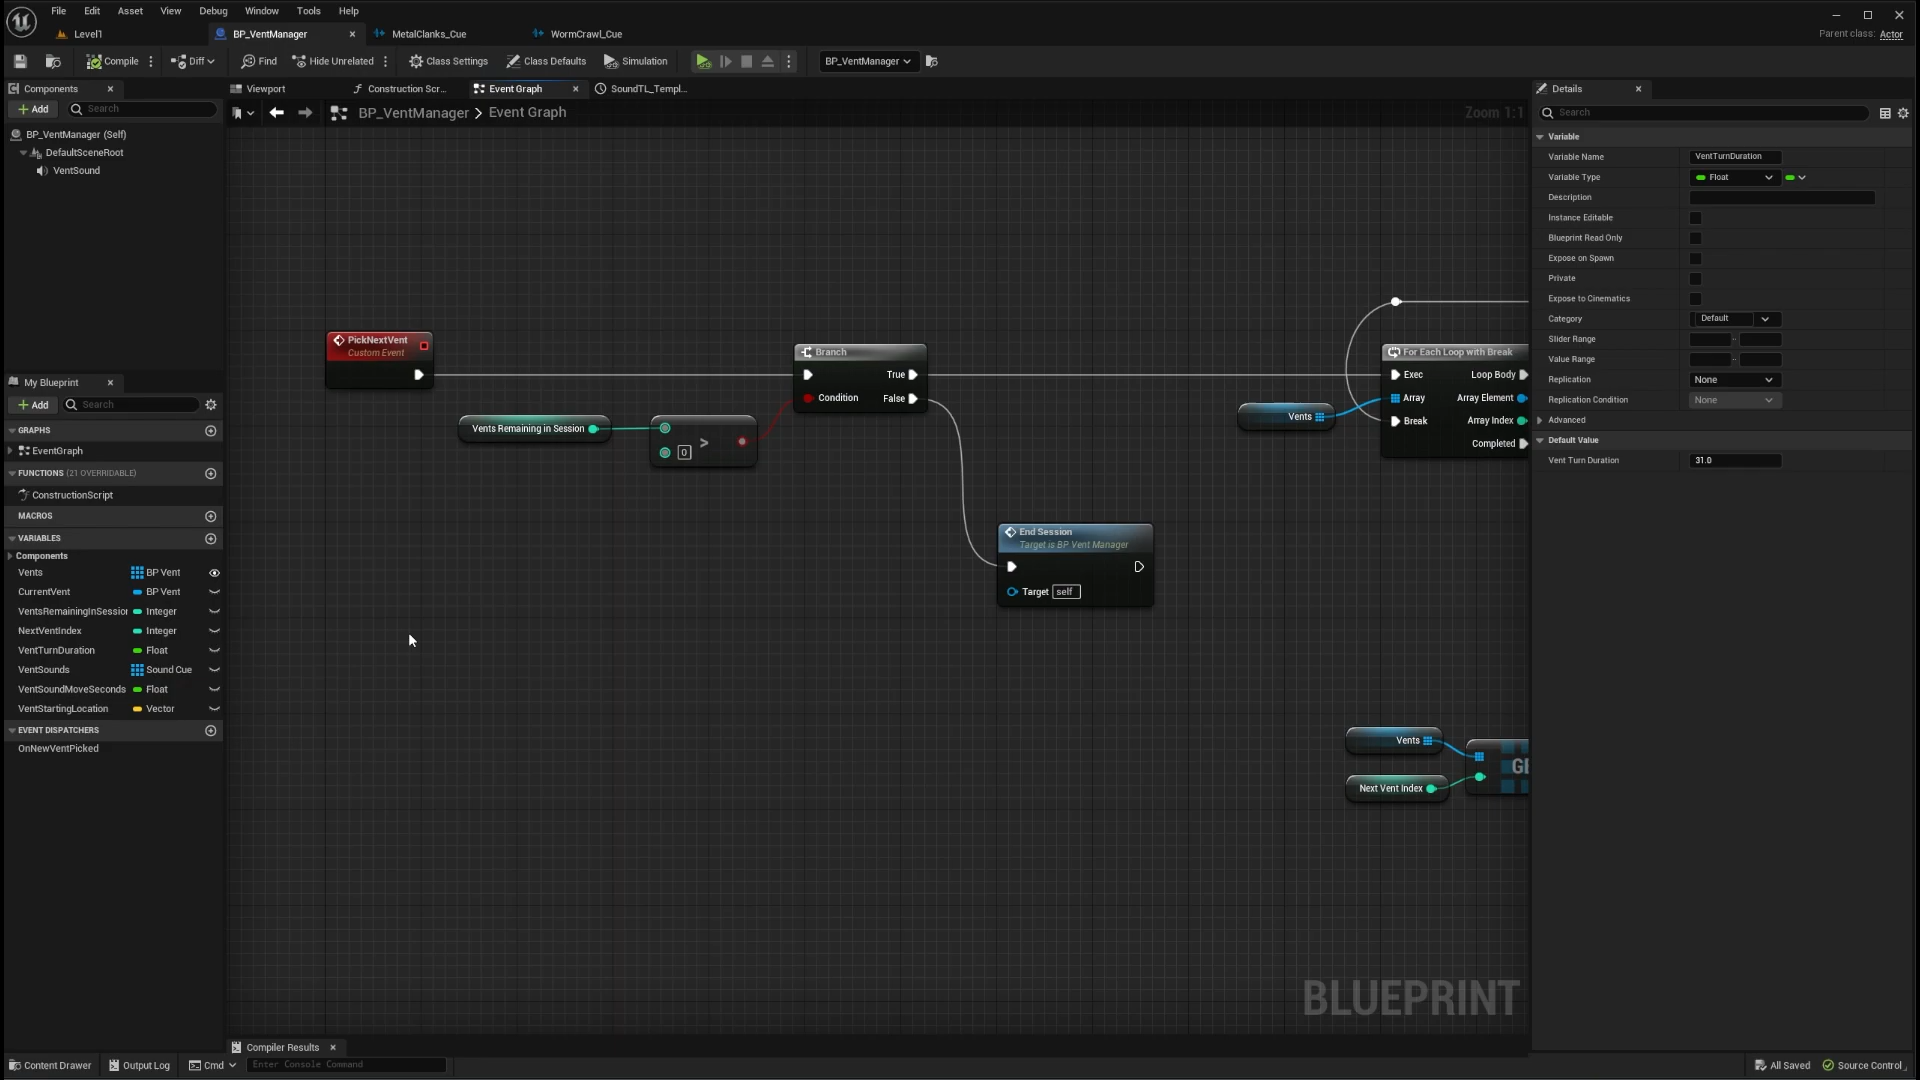 File Edit Asset View Debug Window Tools Help
Level1 BP_VentManager MetalClanks_Cue WormCrawl_Cue Parent class: Actor
Compile Diff Find Hide Unrelated Class Settings Class Defaults Simulation BP_VentManager
Components
Add Search
BP_VentManager (Self)
DefaultSceneRoot
VentSound
My Blueprint
Add Search
GRAPHS
EventGraph
FUNCTIONS (21 OVERRIDABLE)
ConstructionScript
MACROS
VARIABLES
Components
Vents BP Vent
CurrentVent BP Vent
VentsRemainingInSession Integer
NextVentIndex Integer
VentTurnDuration Float
VentSounds Sound Cue
VentSoundMoveSeconds Float
VentStartingLocation Vector
EVENT DISPATCHERS
OnNewVentPicked
Viewport Construction Scr... Event Graph SoundTL_Templ...
BP_VentManager > Event Graph Zoom 1:1
PickNextVent
Custom Event
Vents Remaining in Session
0 >
Branch
True
Condition False
End Session
Target is BP Vent Manager
Target self
Vents
For Each Loop with Break
Exec Loop Body
Array Array Element
Break Array Index
Completed
Vents
Next Vent Index
GE
BLUEPRINT
Details
Search
Variable
Variable Name VentTurnDuration
Variable Type Float
Description
Instance Editable
Blueprint Read Only
Expose on Spawn
Private
Expose to Cinematics
Category Default
Slider Range
Value Range
Replication None
Replication Condition None
Advanced
Default Value
Vent Turn Duration 31.0
Compiler Results
Content Drawer Output Log Cmd Enter Console Command All Saved Source Control